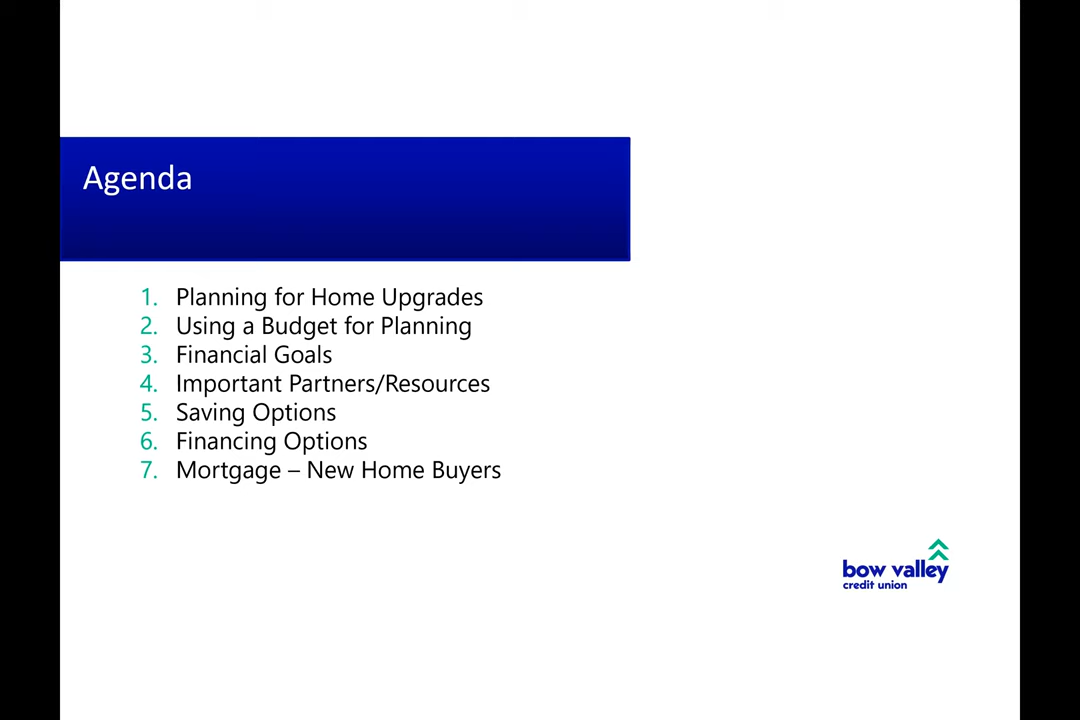 Agenda
1. Planning for Home Upgrades
2. Using a Budget for Planning
3. Financial Goals
4. Important Partners/Resources
5. Saving Options
6. Financing Options
7. Mortgage – New Home Buyers
bow valley
credit union